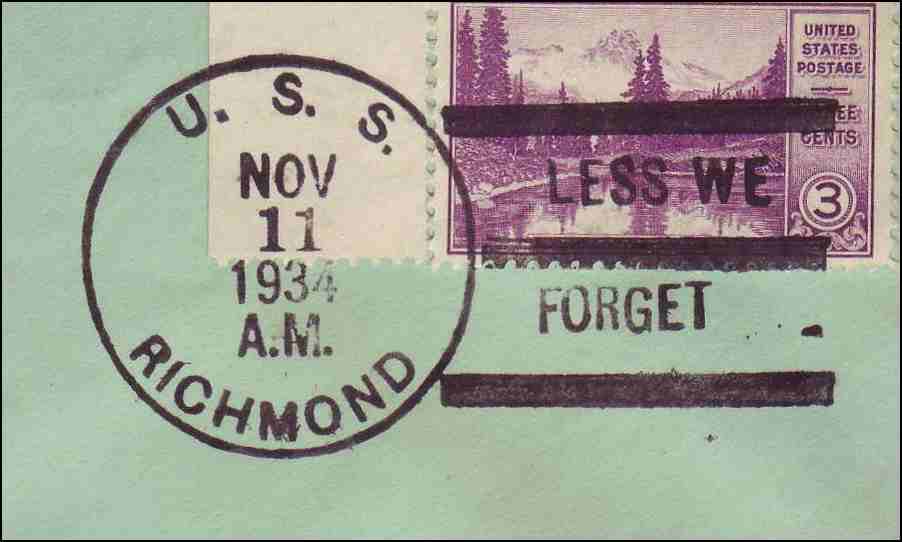 U. S. S.
NOV
11
1934
A.M.
RICHMOND
UNITED
STATES
POSTAGE
CENTS
3
LESS WE
FORGET